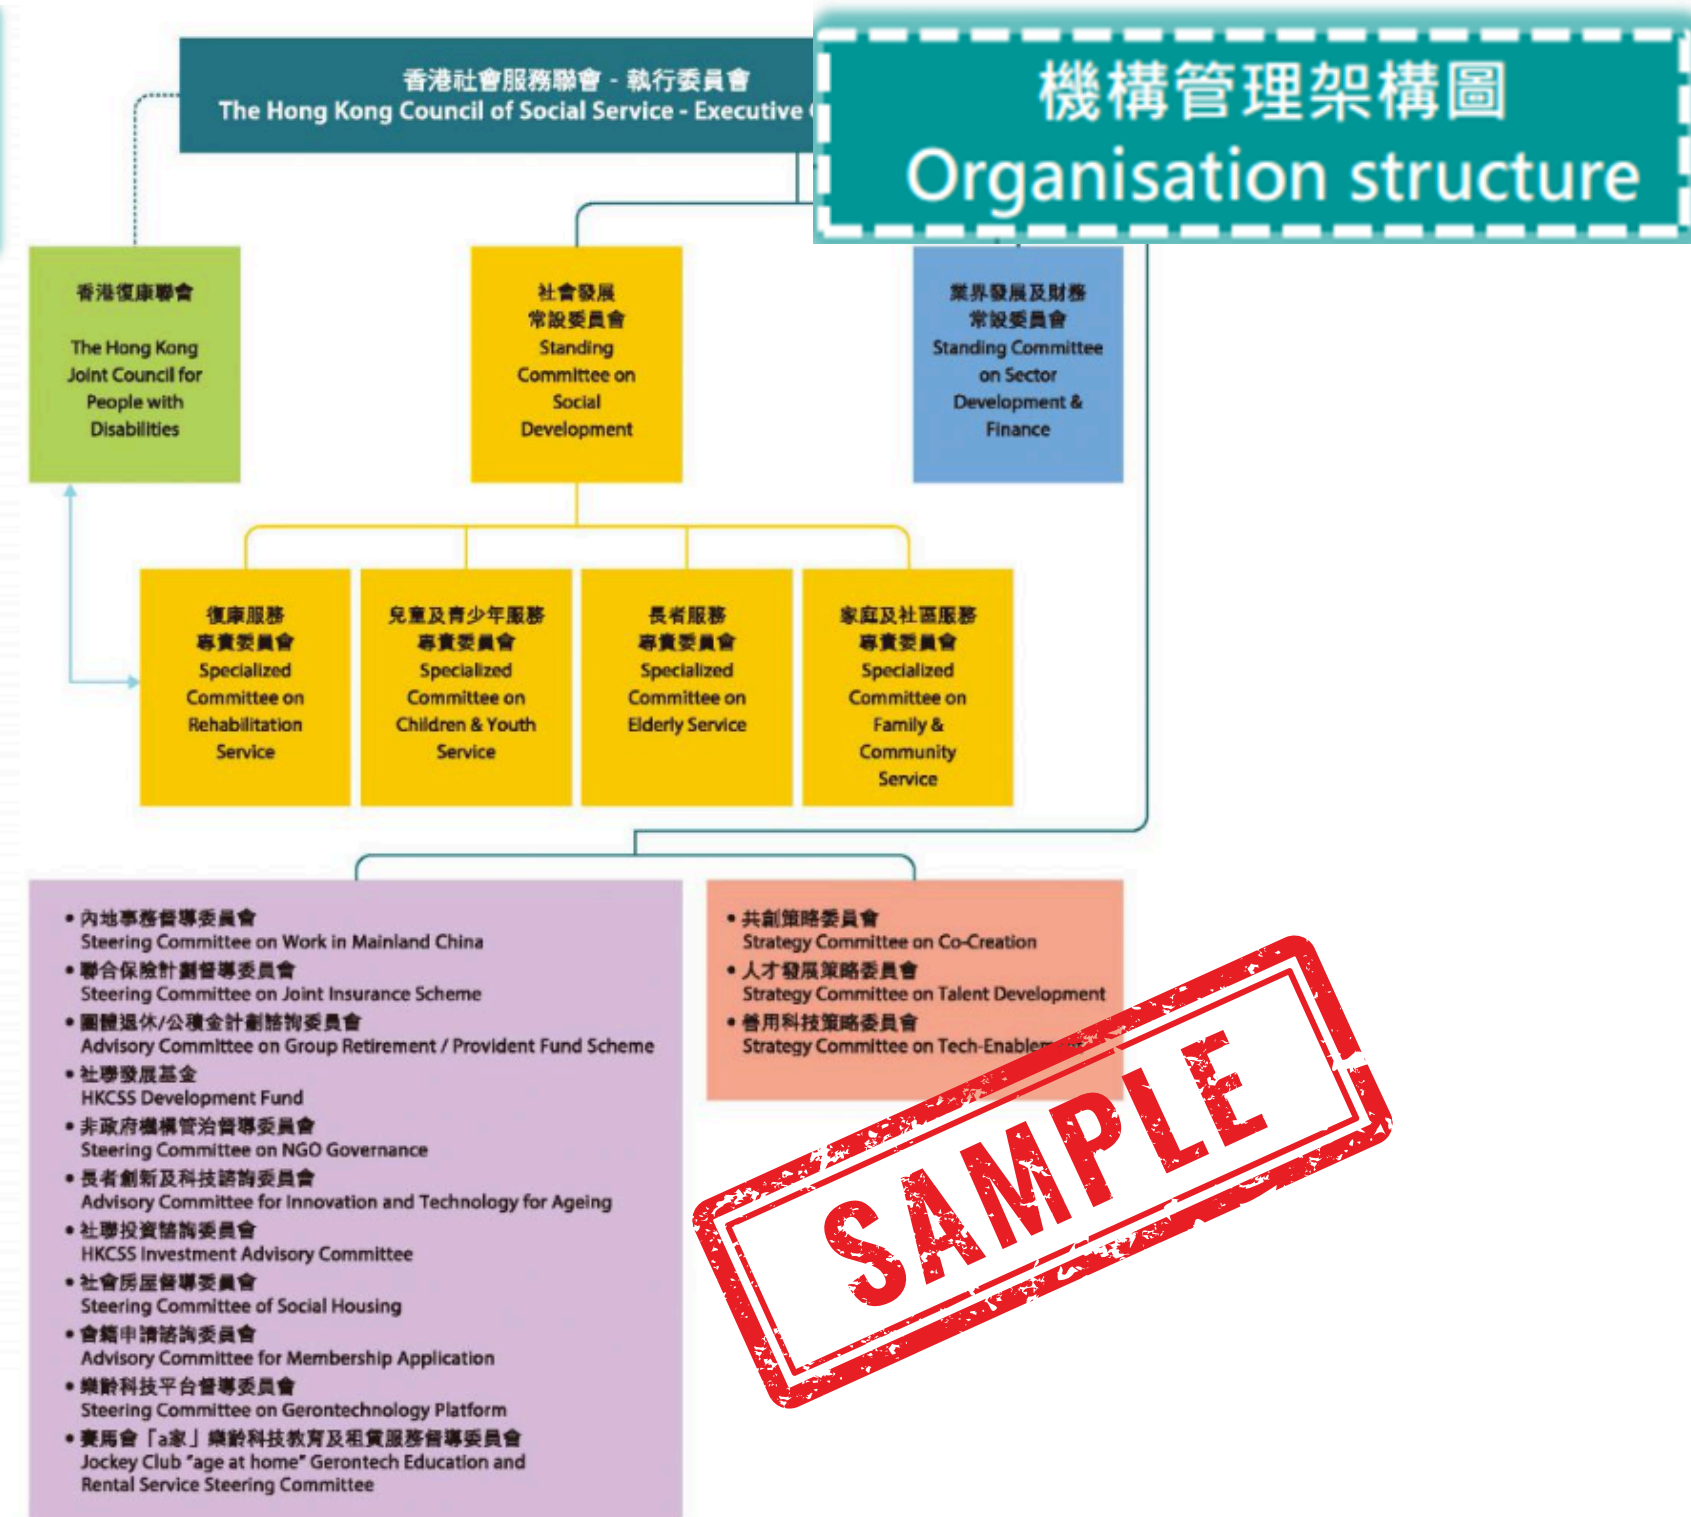 香港社會服務聯會 - 執行委員會
The Hong Kong Council of Social Service - Executive
機構管理架構圖
Organisation structure
香港復康聯會
The Hong Kong
Joint Council for
People with
Disabilities
社會發展
常設委員會
Standing
Committee on
Social
Development
業界發展及財務
常設委員會
Standing Committee
on Sector
Development &
Finance
復康服務
專責委員會
Specialized
Committee on
Rehabilitation
Service
兒童及青少年服務
專責委員會
Specialized
Committee on
Children & Youth
Service
長者服務
專責委員會
Specialized
Committee on
Elderly Service
家庭及社區服務
專責委員會
Specialized
Committee on
Family &
Community
Service
• 內地事務督導委員會
Steering Committee on Work in Mainland China
• 聯合保險計劃督導委員會
Steering Committee on Joint Insurance Scheme
• 團體退休/公積金計劃諮詢委員會
Advisory Committee on Group Retirement / Provident Fund Scheme
• 社聯發展基金
HKCSS Development Fund
• 非政府機構管治督導委員會
Steering Committee on NGO Governance
• 長者創新及科技諮詢委員會
Advisory Committee for Innovation and Technology for Ageing
• 社聯投資諮詢委員會
HKCSS Investment Advisory Committee
• 社會房屋督導委員會
Steering Committee of Social Housing
• 會籍申請諮詢委員會
Advisory Committee for Membership Application
• 樂齡科技平台督導委員會
Steering Committee on Gerontechnology Platform
• 賽馬會「a家」樂齡科技教育及租賃服務督導委員會
Jockey Club "age at home" Gerontech Education and
Rental Service Steering Committee
• 共創策略委員會
Strategy Committee on Co-Creation
• 人才發展策略委員會
Strategy Committee on Talent Development
• 善用科技策略委員會
Strategy Committee on
SAMPLE